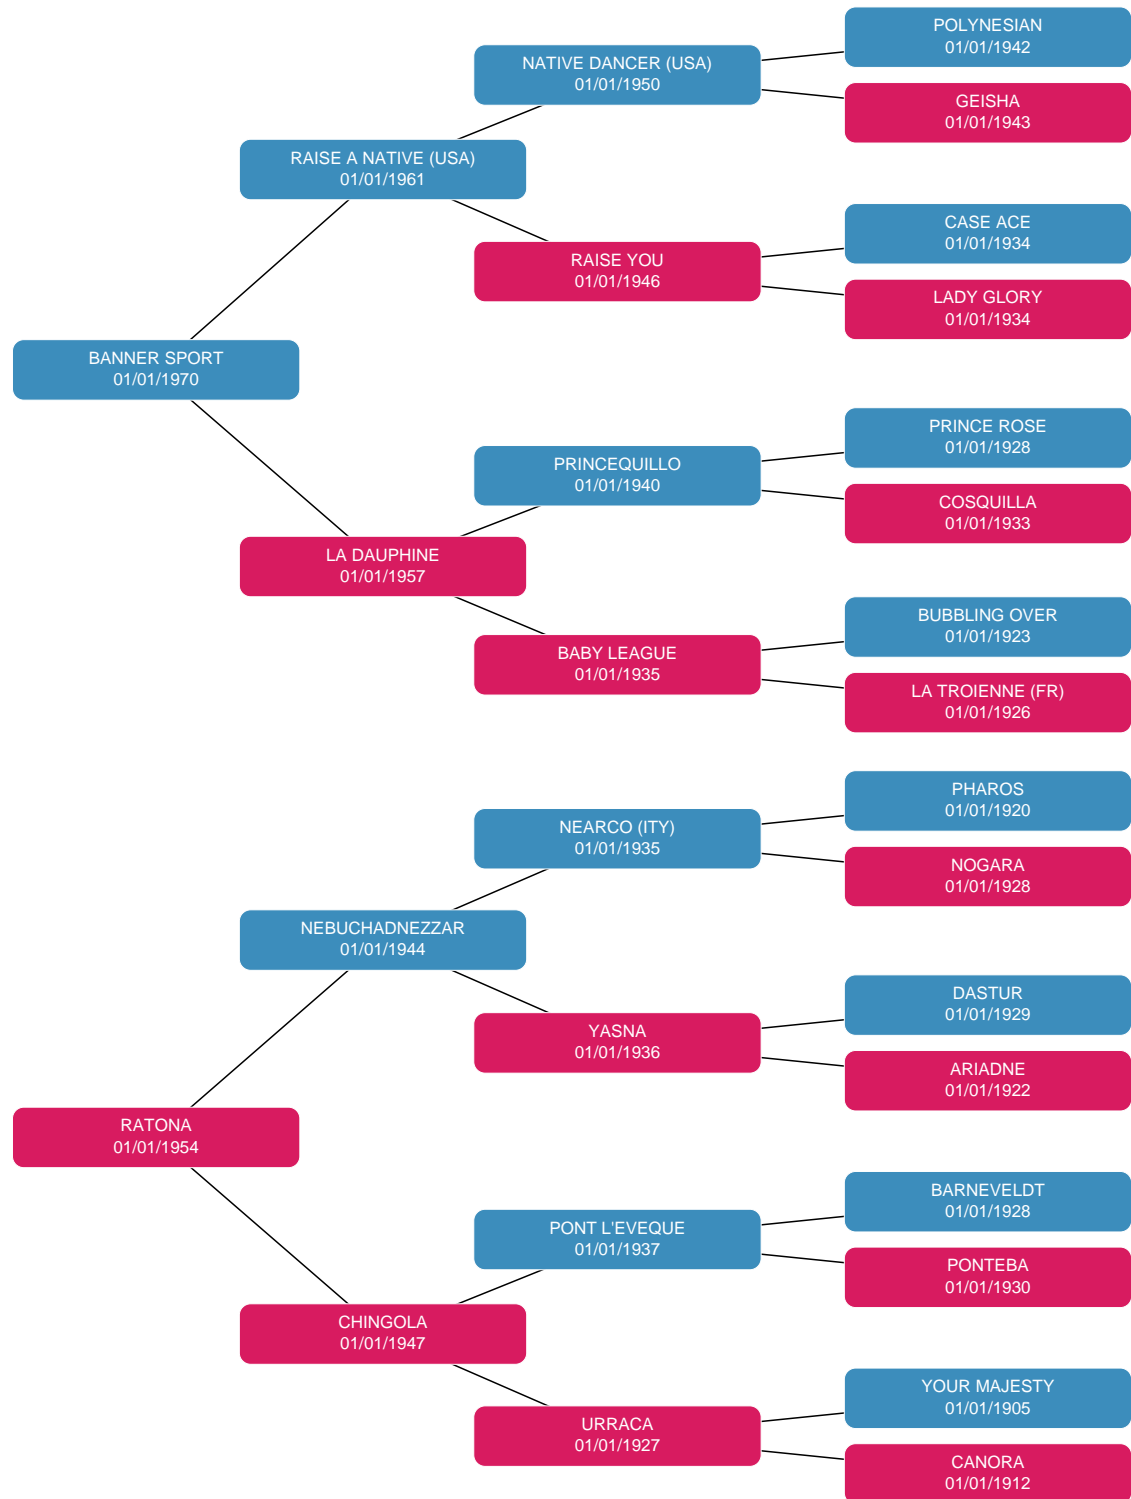 POLYNESIAN
01/01/1942
NATIVE DANCER (USA)
01/01/1950
GEISHA
01/01/1943
RAISE A NATIVE (USA)
01/01/1961
CASE ACE
01/01/1934
RAISE YOU
01/01/1946
LADY GLORY
01/01/1934
BANNER SPORT
01/01/1970
PRINCE ROSE
01/01/1928
PRINCEQUILLO
01/01/1940
COSQUILLA
01/01/1933
LA DAUPHINE
01/01/1957
BUBBLING OVER
01/01/1923
BABY LEAGUE
01/01/1935
LA TROIENNE (FR)
01/01/1926
PHAROS
01/01/1920
NEARCO (ITY)
01/01/1935
NOGARA
01/01/1928
NEBUCHADNEZZAR
01/01/1944
DASTUR
01/01/1929
YASNA
01/01/1936
ARIADNE
01/01/1922
RATONA
01/01/1954
BARNEVELDT
01/01/1928
PONT L'EVEQUE
01/01/1937
PONTEBA
01/01/1930
CHINGOLA
01/01/1947
YOUR MAJESTY
01/01/1905
URRACA
01/01/1927
CANORA
01/01/1912